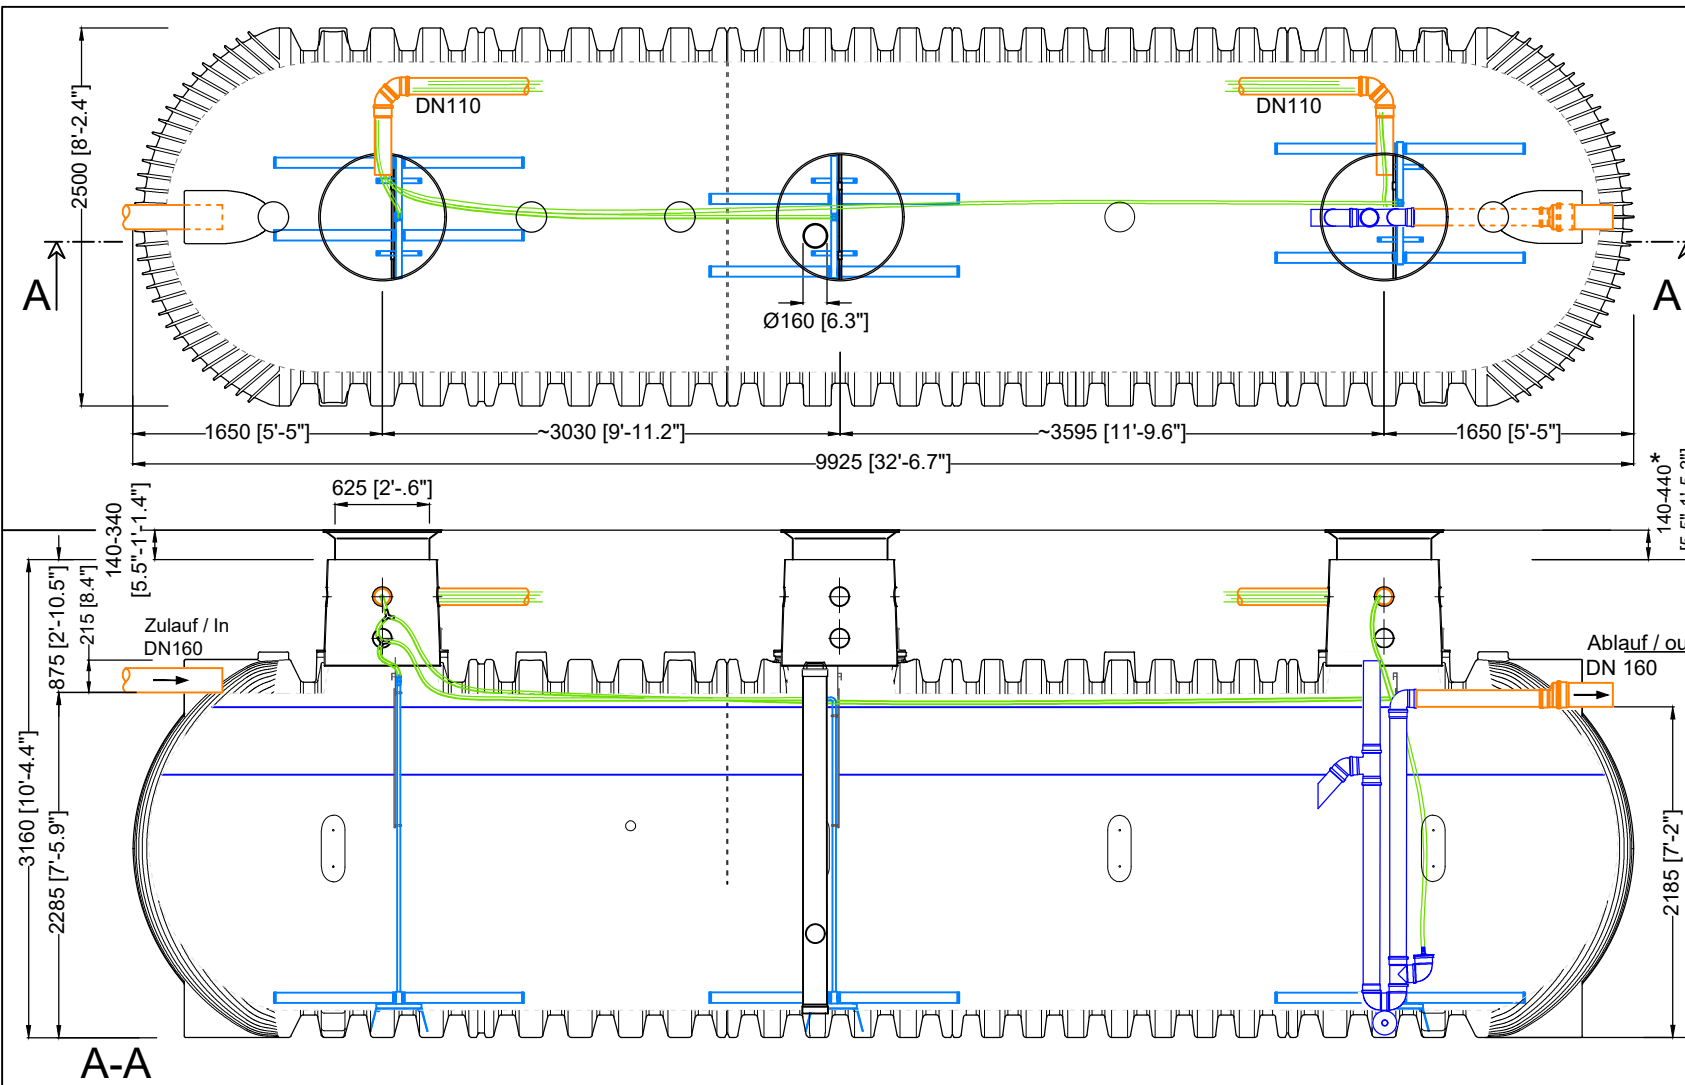 2500 [8'-2.4"]
DN110
DN110
A
A
Ø160 [6.3"]
1650 [5'-5"]
~3030 [9'-11.2"]
~3595 [11'-9.6"]
1650 [5'-5"]
9925 [32'-6.7"]
140-340
[5.5"-1'-1.4"]
625 [2'-.6"]
140-440*
3160 [10'-4.4"]
875 [2'-10.5"]
215 [8.4"]
Zulauf / In
DN160
Ablauf / ou
DN 160
2285 [7'-5.9"]
2185 [7'-2"]
A-A